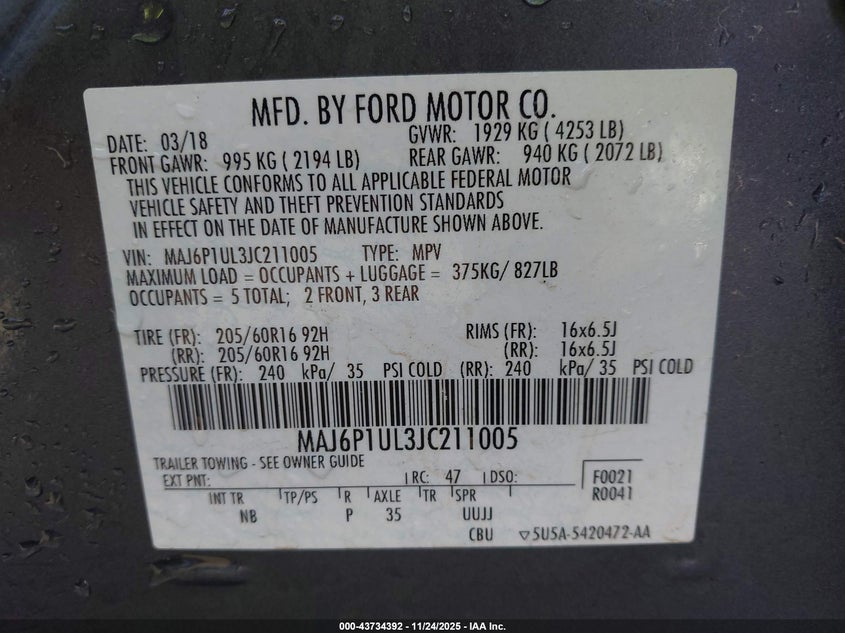 MFD. BY FORD MOTOR CO.
DATE: 03/18 GVWR: 1929 KG ( 4253 LB)
FRONT GAWR: 995 KG ( 2194 LB) REAR GAWR: 940 KG ( 2072 LB)
THIS VEHICLE CONFORMS TO ALL APPLICABLE FEDERAL MOTOR
VEHICLE SAFETY AND THEFT PREVENTION STANDARDS
IN EFFECT ON THE DATE OF MANUFACTURE SHOWN ABOVE.
VIN: MAJ6P1UL3JC211005 TYPE: MPV
MAXIMUM LOAD = OCCUPANTS + LUGGAGE = 375KG/ 827LB
OCCUPANTS = 5 TOTAL; 2 FRONT, 3 REAR
TIRE (FR): 205/60R16 92H RIMS (FR): 16x6.5J
(RR): 205/60R16 92H (RR): 16x6.5J
PRESSURE (FR): 240 kPa/ 35 PSI COLD (RR): 240 kPa/ 35 PSI COLD
MAJ6P1UL3JC211005
TRAILER TOWING - SEE OWNER GUIDE
EXT PNT: RC: 47 DSO: F0021
INT TR TP/PS R AXLE TR SPR R0041
NB P 35 UUJJ
CBU ▽5U5A-5420472-AA
000-43734392 - 11/24/2025 - IAA Inc.